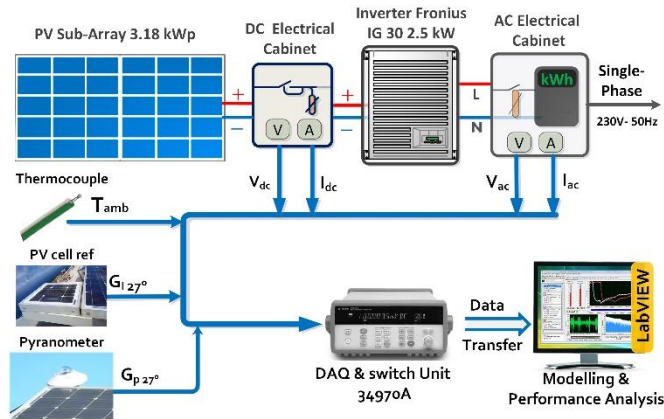 PV Sub-Array 3.18 kWp
DC Electrical
Cabinet
Inverter Fronius
IG 30 2.5 kW
AC Electrical
Cabinet
+
−
V
A
+
−
L
N
kWh
V
A
Single-
Phase
230V- 50Hz
Thermocouple
Tamb
Vdc
Idc
Vac
Iac
PV cell ref
GI 27°
Pyranometer
Gp 27°
DAQ & switch Unit
34970A
Data
Transfer
LabVIEW
Modelling &
Performance Analysis